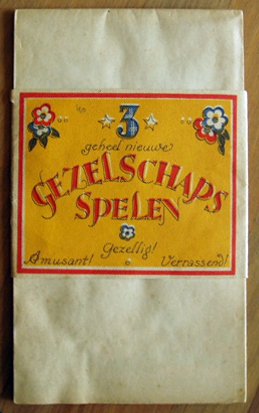 3
geheel nieuwe
GEZELSCHAPS
SPELEN
Gezellig!
Amusant! Verrassend!